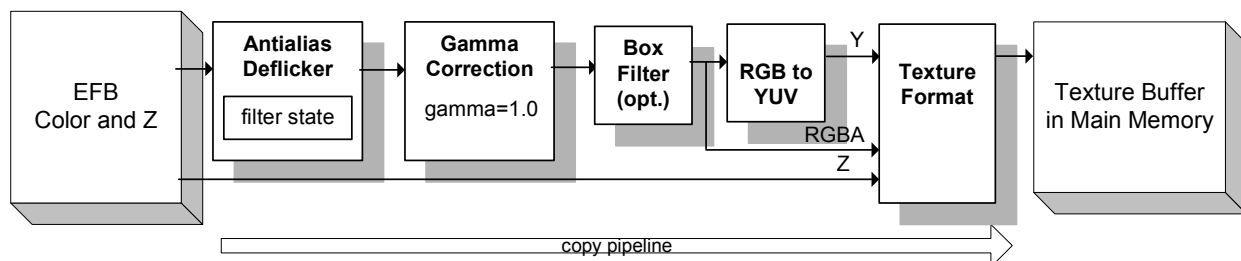 EFB
Color and Z
Antialias
Deflicker
filter state
Gamma
Correction
gamma=1.0
Box
Filter
(opt.)
RGB to
YUV
Y
RGBA
Z
Texture
Format
Texture Buffer
in Main Memory
copy pipeline